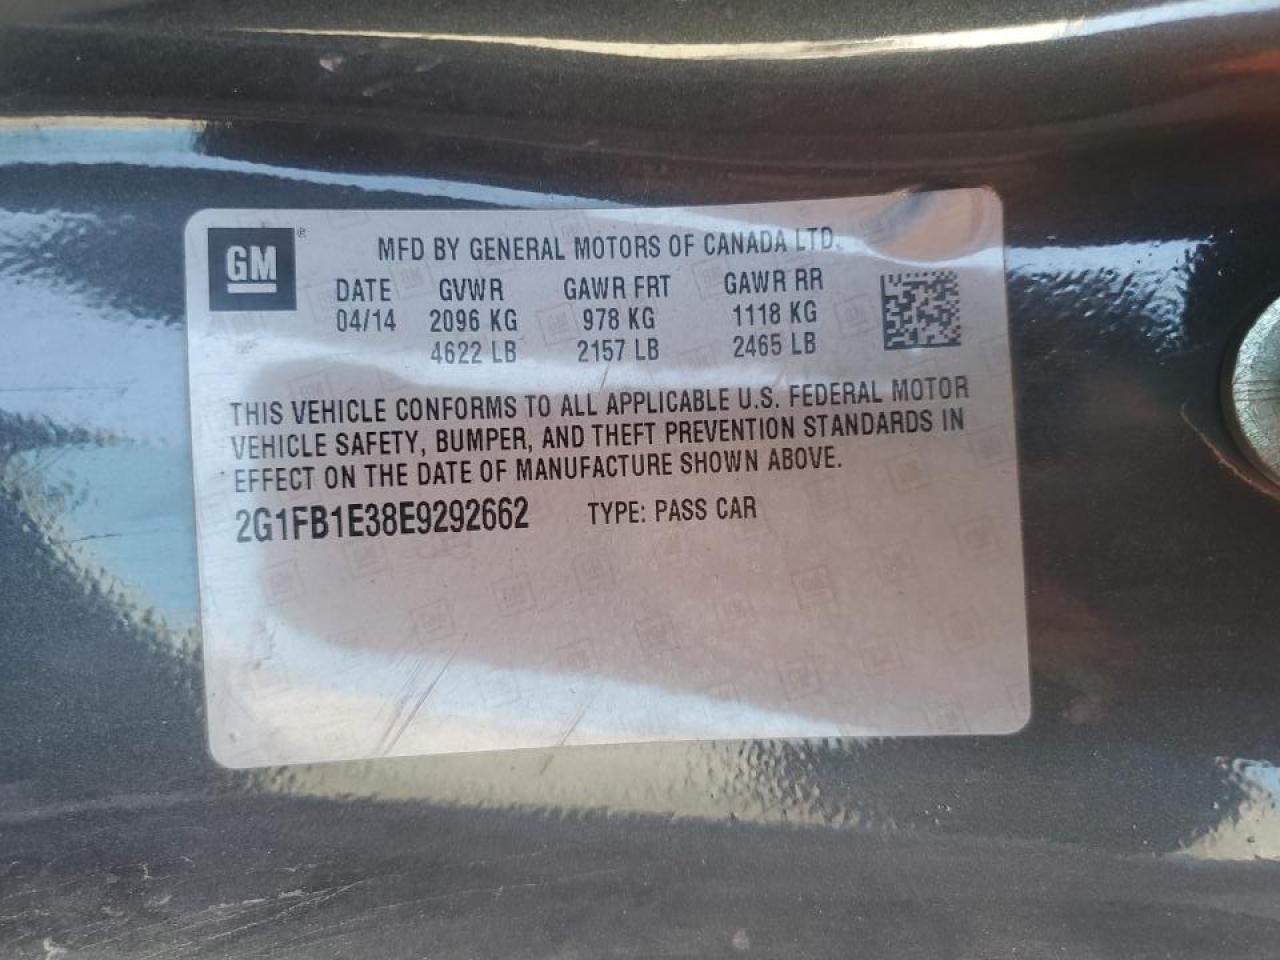 GM®
MFD BY GENERAL MOTORS OF CANADA LTD.
DATE GVWR GAWR FRT GAWR RR
04/14 2096 KG 978 KG 1118 KG
4622 LB 2157 LB 2465 LB
THIS VEHICLE CONFORMS TO ALL APPLICABLE U.S. FEDERAL MOTOR
VEHICLE SAFETY, BUMPER, AND THEFT PREVENTION STANDARDS IN
EFFECT ON THE DATE OF MANUFACTURE SHOWN ABOVE.
2G1FB1E38E9292662 TYPE: PASS CAR